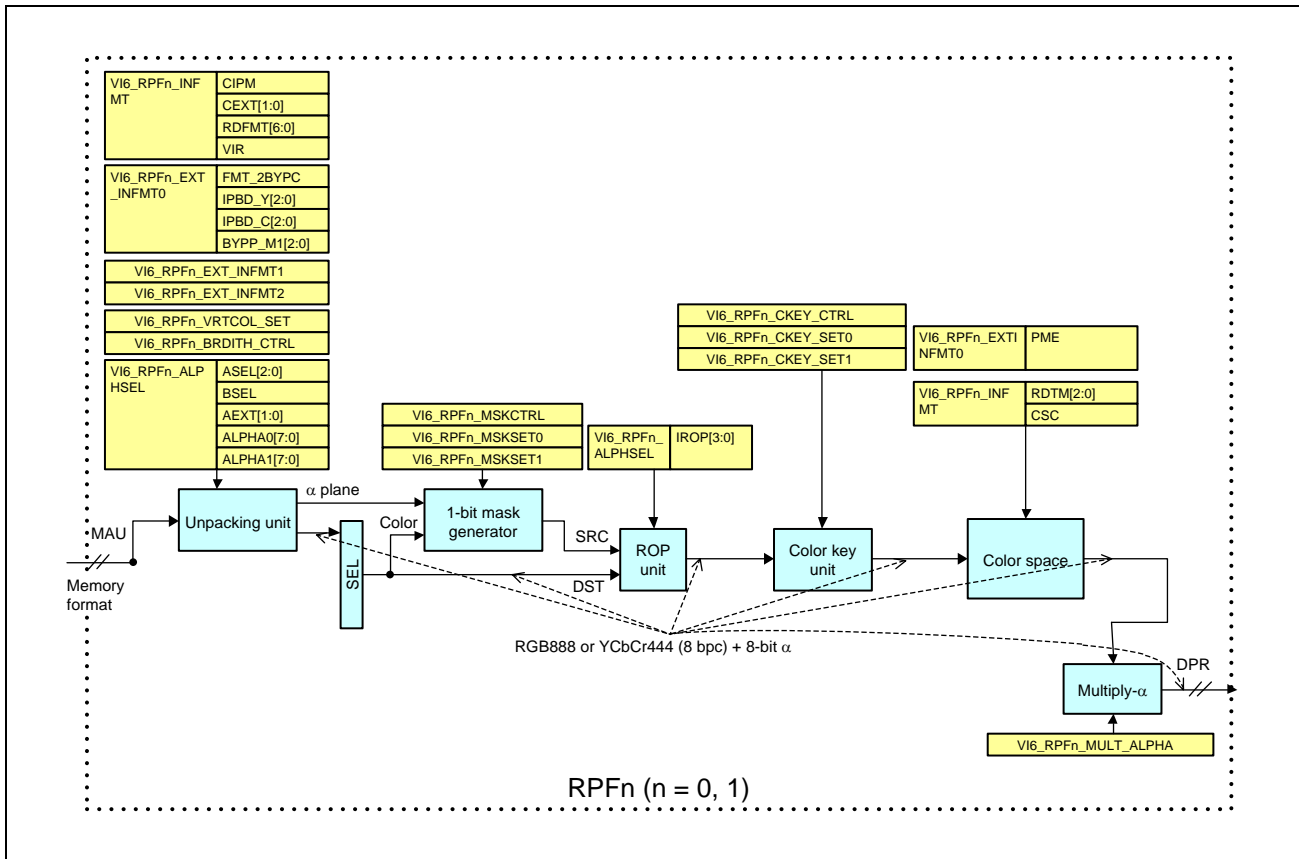 VI6_RPFn_INF
MT
CIPM
CEXT[1:0]
RDFMT[6:0]
VIR
VI6_RPFn_EXT
_INFMT0
FMT_2BYPC
IPBD_Y[2:0]
IPBD_C[2:0]
BYPP_M1[2:0]
VI6_RPFn_EXT_INFMT1
VI6_RPFn_EXT_INFMT2
VI6_RPFn_VRTCOL_SET
VI6_RPFn_BRDITH_CTRL
VI6_RPFn_ALP
HSEL
ASEL[2:0]
BSEL
AEXT[1:0]
ALPHA0[7:0]
ALPHA1[7:0]
VI6_RPFn_MSKCTRL
VI6_RPFn_MSKSET0
VI6_RPFn_MSKSET1
VI6_RPFn_
ALPHSEL
IROP[3:0]
VI6_RPFn_CKEY_CTRL
VI6_RPFn_CKEY_SET0
VI6_RPFn_CKEY_SET1
VI6_RPFn_EXTI
NFMT0
PME
VI6_RPFn_INF
MT
RDTM[2:0]
CSC
MAU
Memory
format
Unpacking unit
α plane
SEL
Color
1-bit mask
generator
SRC
DST
ROP
unit
Color key
unit
Color space
RGB888 or YCbCr444 (8 bpc) + 8-bit α
Multiply-α
DPR
VI6_RPFn_MULT_ALPHA
RPFn (n = 0, 1)